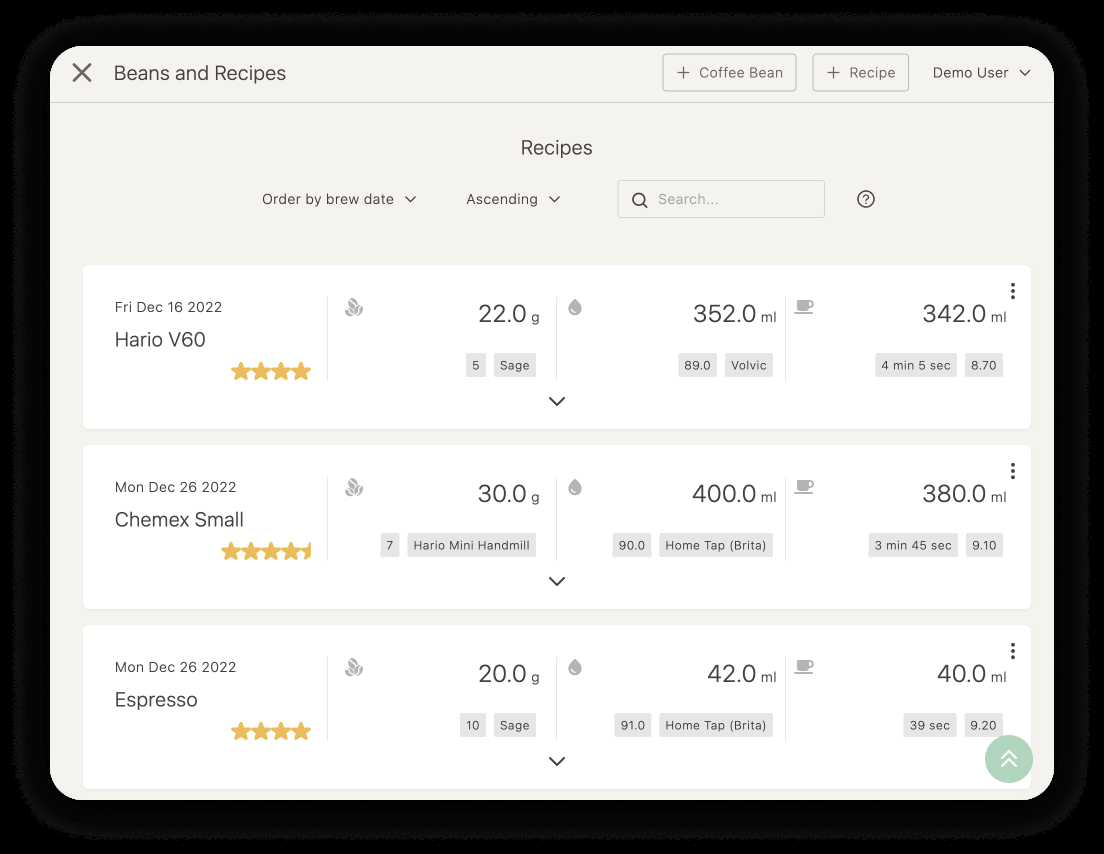 Beans and Recipes
+ Coffee Bean
+ Recipe
Demo User
Recipes
Order by brew date
Ascending
Search...
Fri Dec 16 2022
Hario V60
22.0 g
5 Sage
352.0 ml
89.0 Volvic
342.0 ml
4 min 5 sec 8.70
Mon Dec 26 2022
Chemex Small
30.0 g
7 Hario Mini Handmill
400.0 ml
90.0 Home Tap (Brita)
380.0 ml
3 min 45 sec 9.10
Mon Dec 26 2022
Espresso
20.0 g
10 Sage
42.0 ml
91.0 Home Tap (Brita)
40.0 ml
39 sec 9.20